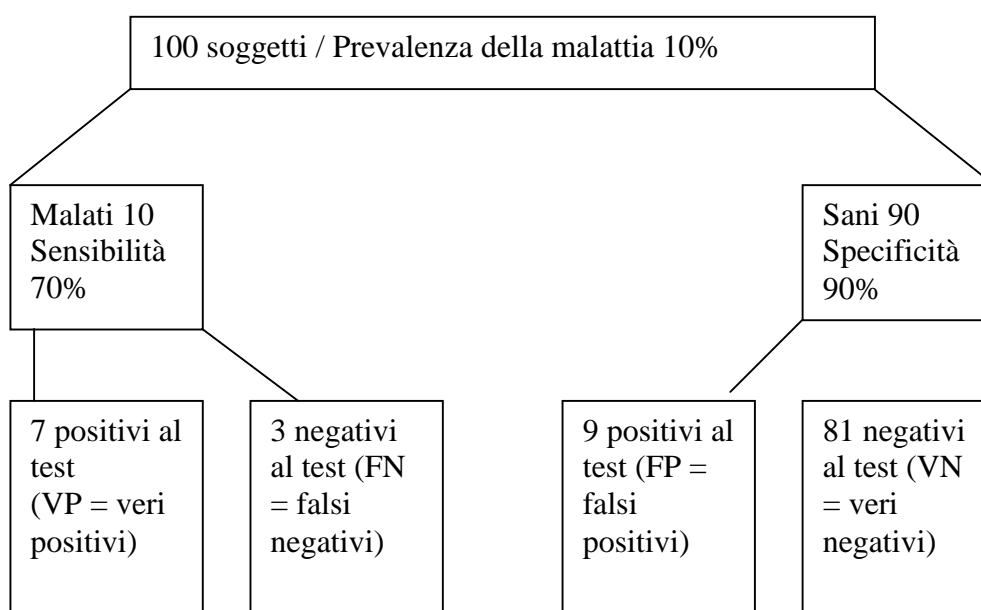 100 soggetti / Prevalenza della malattia 10%
Malati 10
Sensibilità
70%
Sani 90
Specificità
90%
7 positivi al
test
(VP = veri
positivi)
3 negativi
al test (FN
= falsi
negativi)
9 positivi al
test (FP =
falsi
positivi)
81 negativi
al test (VN
= veri
negativi)